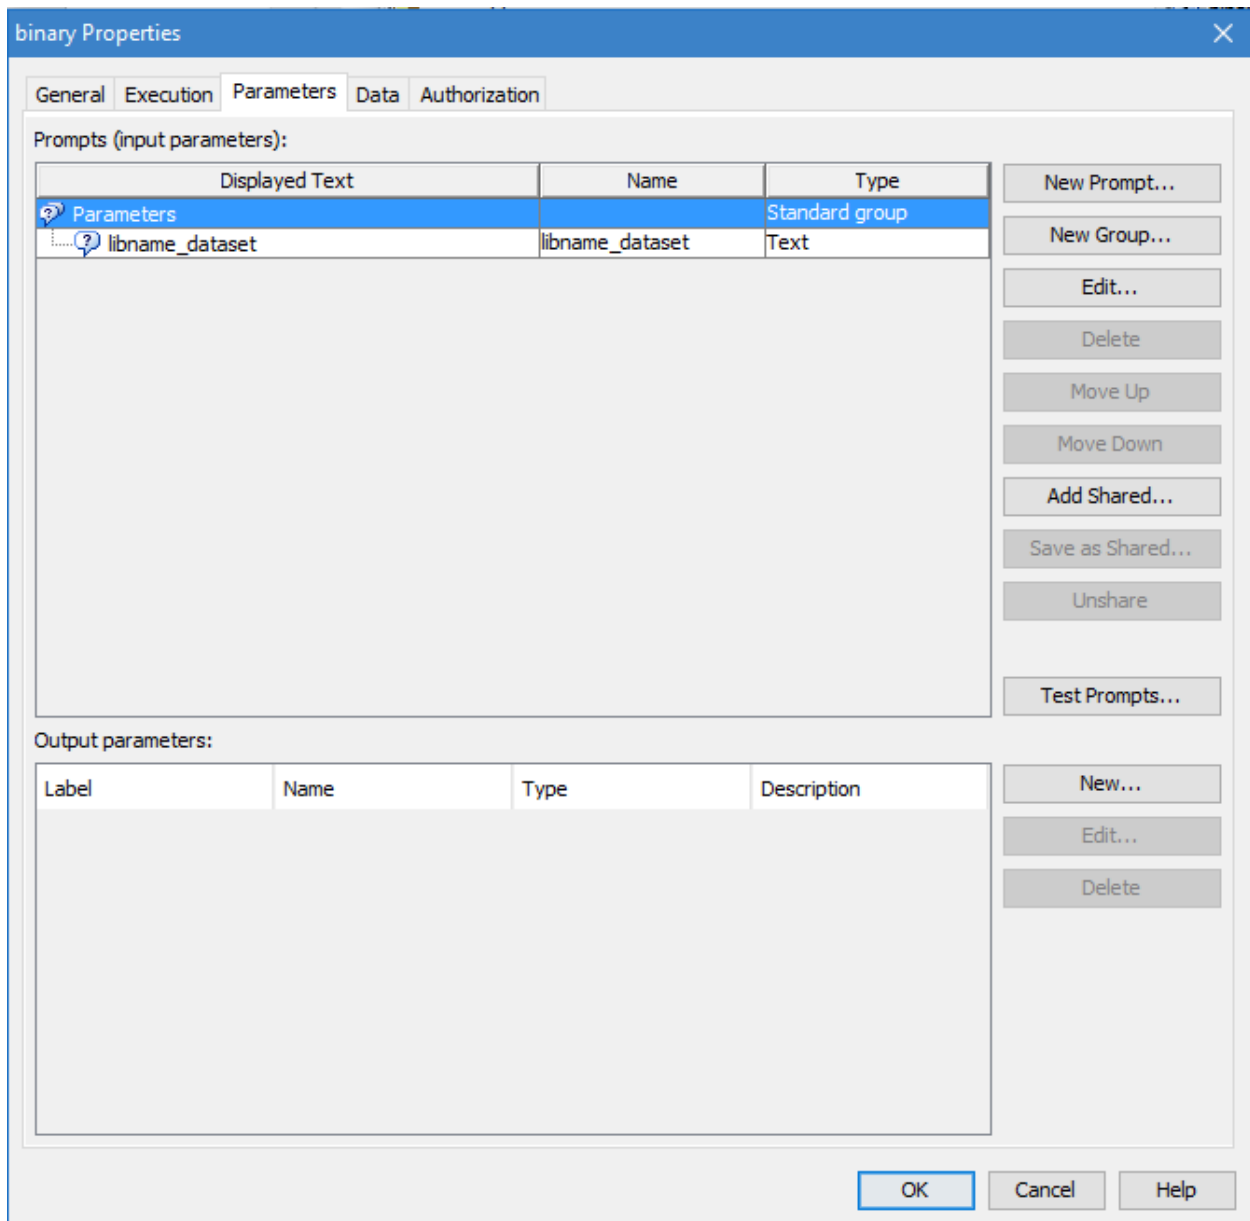 binary Properties
General Execution Parameters Data Authorization
Prompts (input parameters):
Displayed Text Name Type
Parameters Standard group
libname_dataset libname_dataset Text
New Prompt...
New Group...
Edit...
Delete
Move Up
Move Down
Add Shared...
Save as Shared...
Unshare
Test Prompts...
Output parameters:
Label Name Type Description
New...
Edit...
Delete
OK Cancel Help